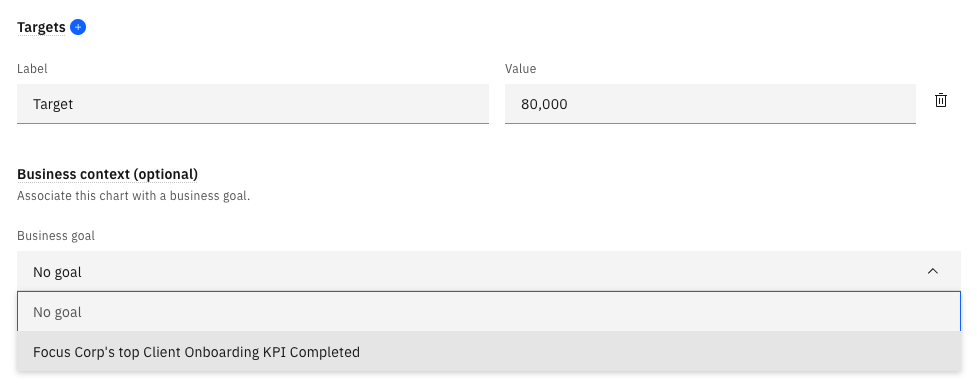 Targets
Label
Value
Target
80,000
Business context (optional)
Associate this chart with a business goal.
Business goal
No goal
No goal
Focus Corp's top Client Onboarding KPI Completed